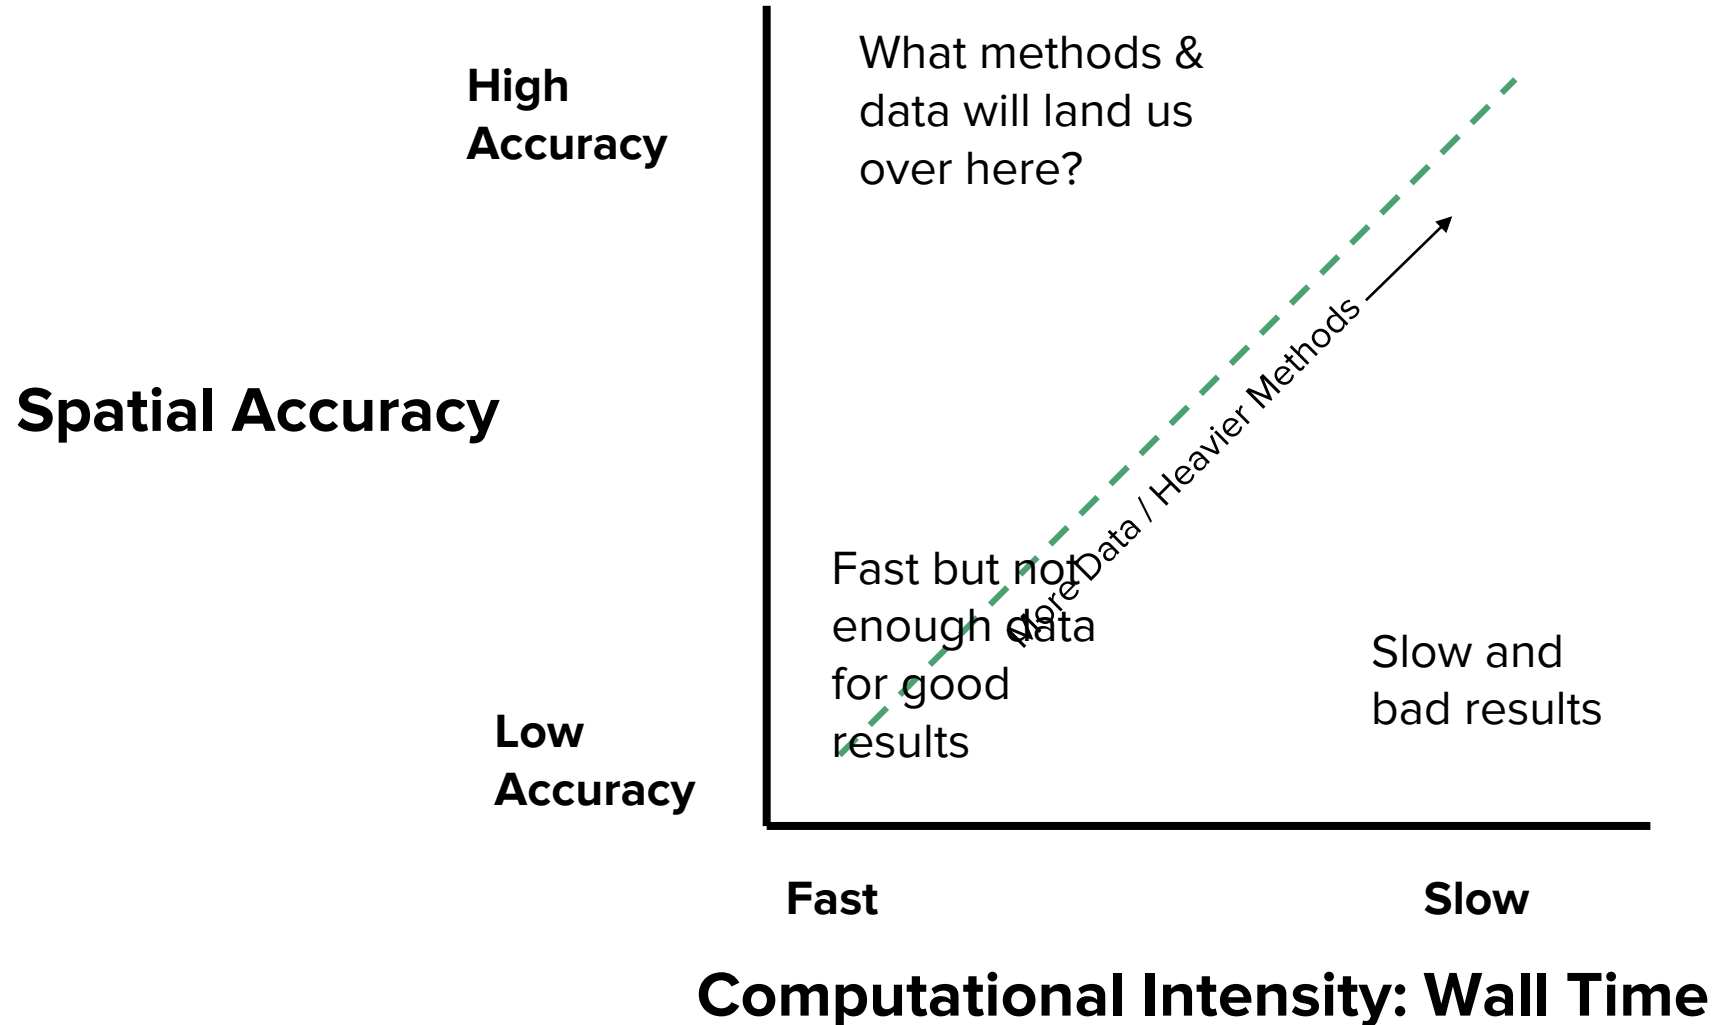 What methods &
data will land us
over here?
High
Accuracy
Spatial Accuracy
More Data / Heavier Methods
Fast but not
enough data
for good
results
Slow and
bad results
Low
Accuracy
Fast
Slow
Computational Intensity: Wall Time